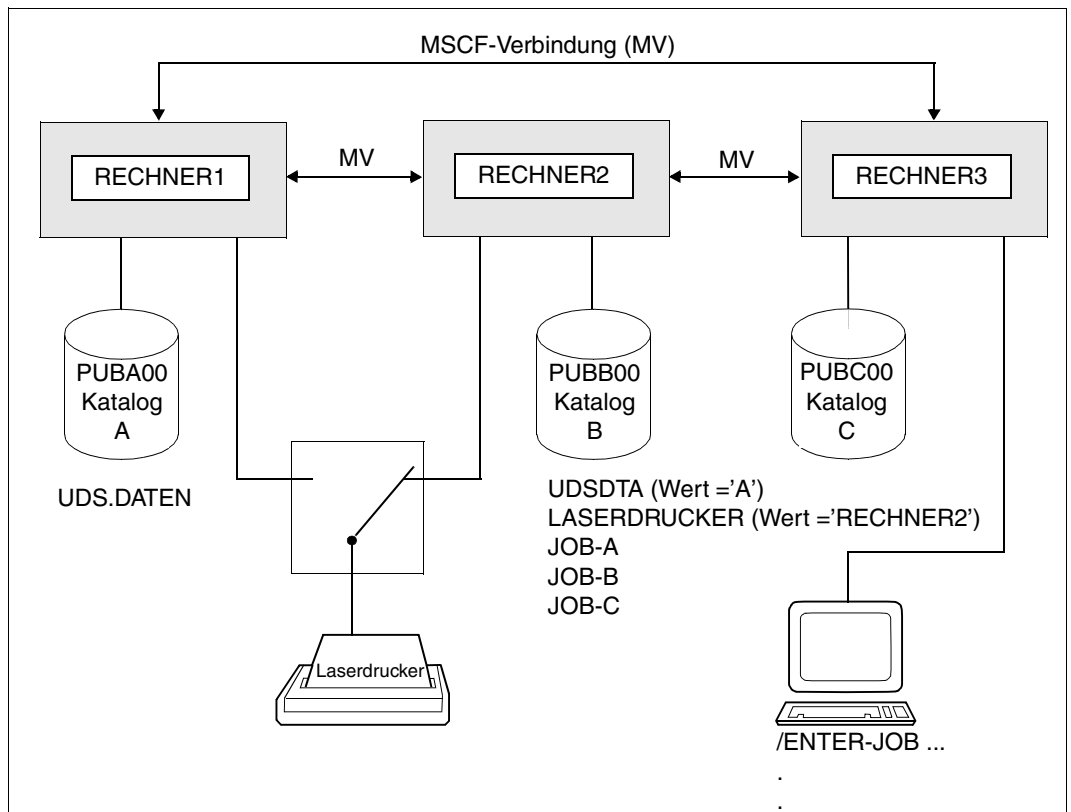 MSCF-Verbindung (MV)
RECHNER1
MV
RECHNER2
MV
RECHNER3
PUBA00
Katalog
A
UDS.DATEN
PUBB00
Katalog
B
UDSDTA (Wert ='A')
LASERDRUCKER (Wert ='RECHNER2')
JOB-A
JOB-B
JOB-C
PUBC00
Katalog
C
Laserdrucker
/ENTER-JOB ...
.
.